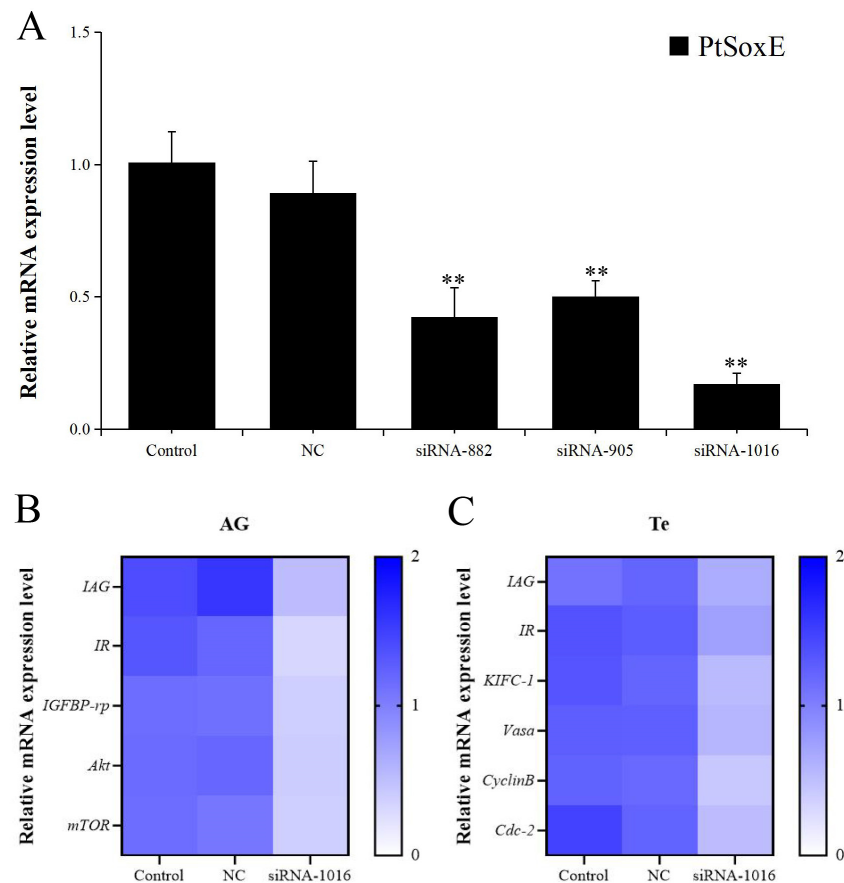 A
PtSoxE
Relative mRNA expression level
1.5
1.0
0.5
0.0
**
**
**
Control NC siRNA-882 siRNA-905 siRNA-1016
B
AG
Relative mRNA expression level
IAG
IR
IGFBP-rp
Akt
mTOR
Control NC siRNA-1016
2
1
0
C
Te
Relative mRNA expression level
IAG
IR
KIFC-1
Vasa
CyclinB
Cdc-2
Control NC siRNA-1016
2
1
0